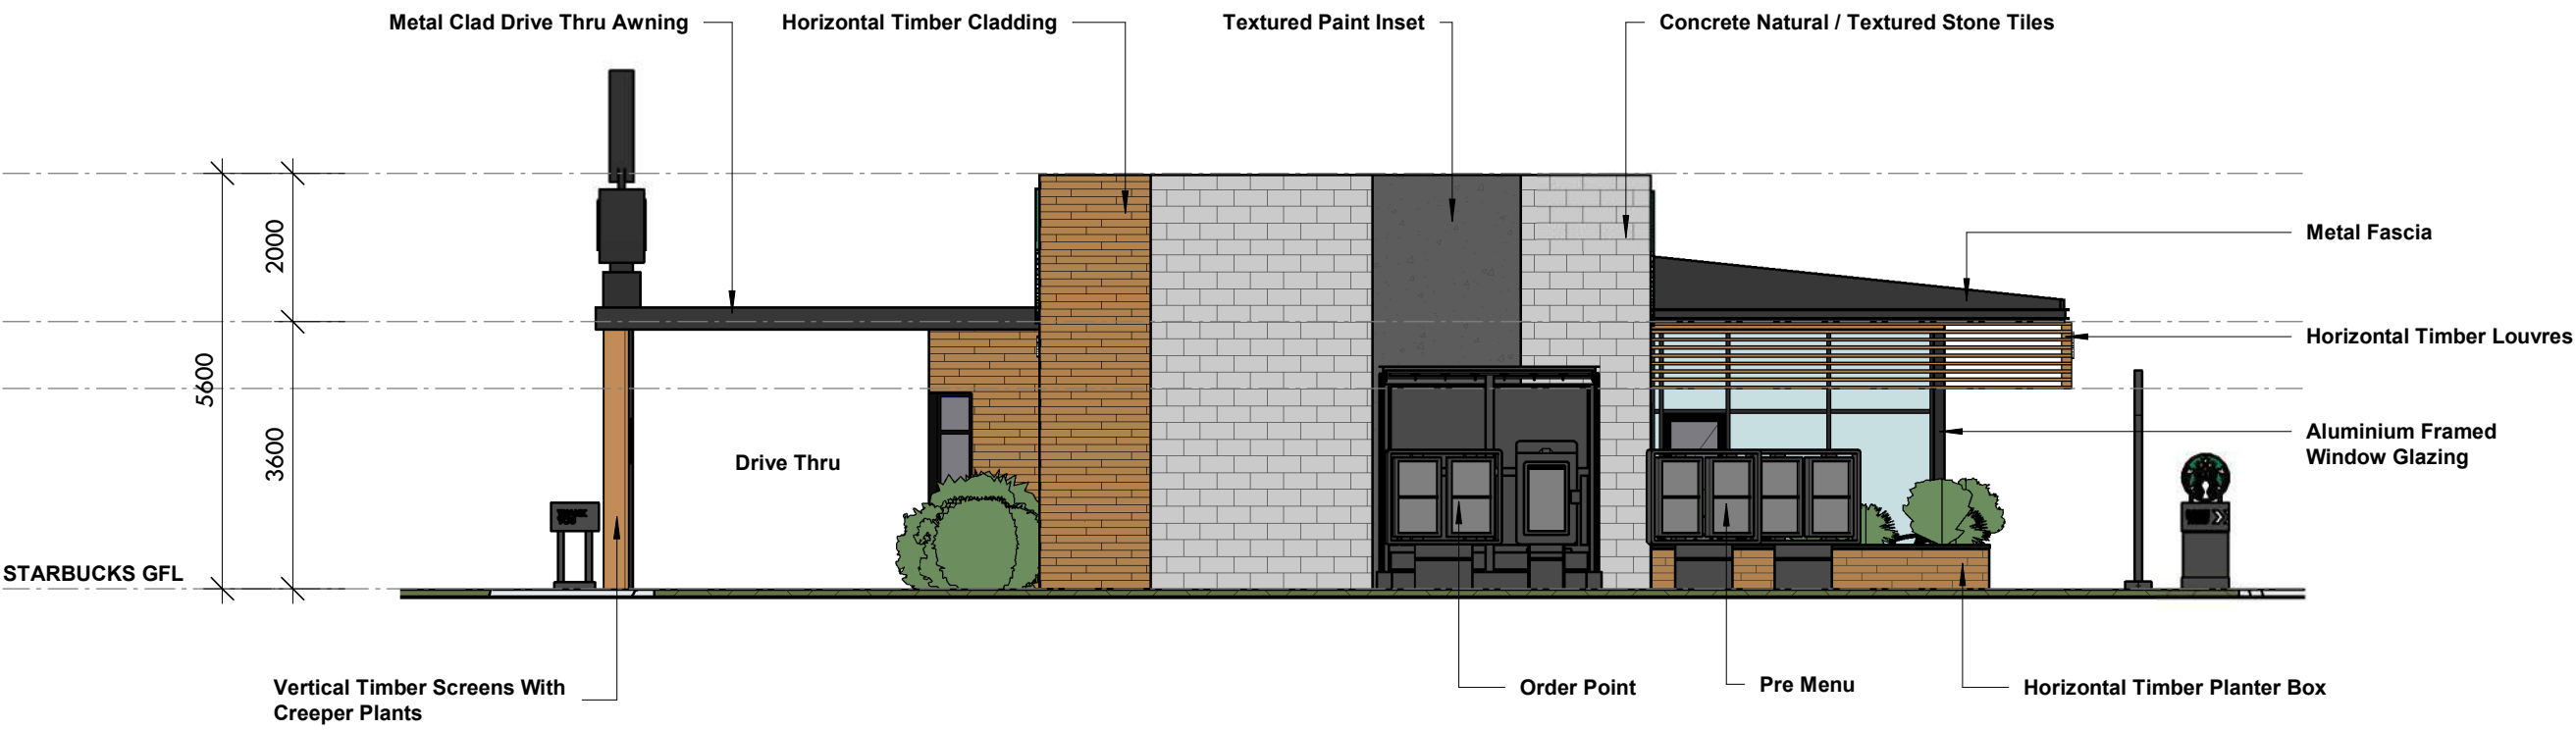 Metal Clad Drive Thru Awning
Horizontal Timber Cladding
Textured Paint Inset
Concrete Natural / Textured Stone Tiles
2000
Metal Fascia
Horizontal Timber Louvres
5600
3600
Drive Thru
Aluminium Framed
Window Glazing
STARBUCKS GFL
Vertical Timber Screens With
Creeper Plants
Order Point
Pre Menu
Horizontal Timber Planter Box